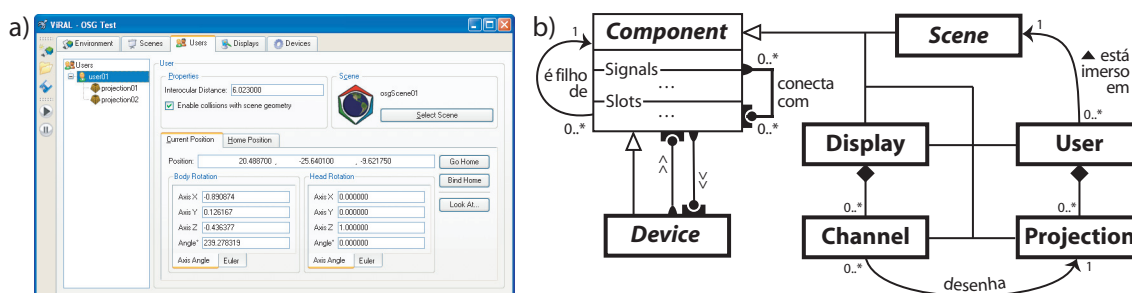 a)
ViRAL - OSG Test
Environment Scenes Users Displays Devices
Users
user01
projection01
projection02
User
Properties
Interocular Distance: 6.023000
Enable collisions with scene geometry
Scene
osgScene01
Select Scene
Current Position Home Position
Position: 20.488700 , -25.640100 , -9.621750
Go Home
Bind Home
Look At...
Body Rotation
Axis X -0.890874
Axis Y 0.126167
Axis Z -0.436377
Angle° 239.278319
Axis Angle Euler
Head Rotation
Axis X 0.000000
Axis Y 0.000000
Axis Z 1.000000
Angle° 0.000000
Axis Angle Euler
b)
Component
Signals
...
Slots
...
1
é filho
de
0..*
0..*
conecta
com
0..*
>>
>>
Device
Scene
1
▲ está
imerso
em
0..*
Display
User
0..*
0..*
Channel
Projection
0..*
desenha
1